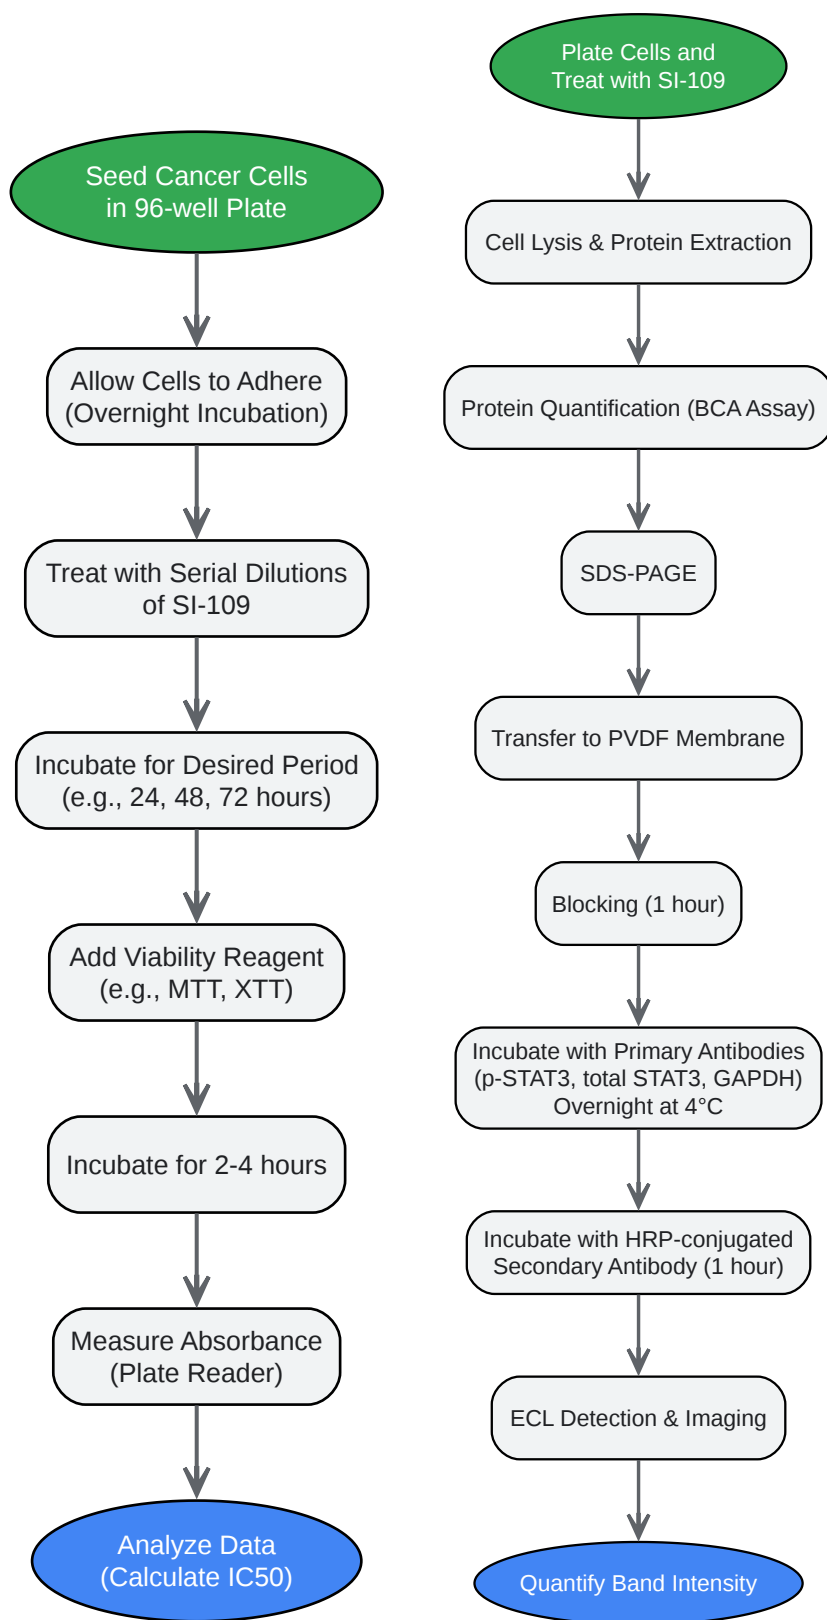 Seed Cancer Cells
in 96-well Plate
Allow Cells to Adhere
(Overnight Incubation)
Treat with Serial Dilutions
of SI-109
Incubate for Desired Period
(e.g., 24, 48, 72 hours)
Add Viability Reagent
(e.g., MTT, XTT)
Incubate for 2-4 hours
Measure Absorbance
(Plate Reader)
Analyze Data
(Calculate IC50)
Plate Cells and
Treat with SI-109
Cell Lysis & Protein Extraction
Protein Quantification (BCA Assay)
SDS-PAGE
Transfer to PVDF Membrane
Blocking (1 hour)
Incubate with Primary Antibodies
(p-STAT3, total STAT3, GAPDH)
Overnight at 4°C
Incubate with HRP-conjugated
Secondary Antibody (1 hour)
ECL Detection & Imaging
Quantify Band Intensity